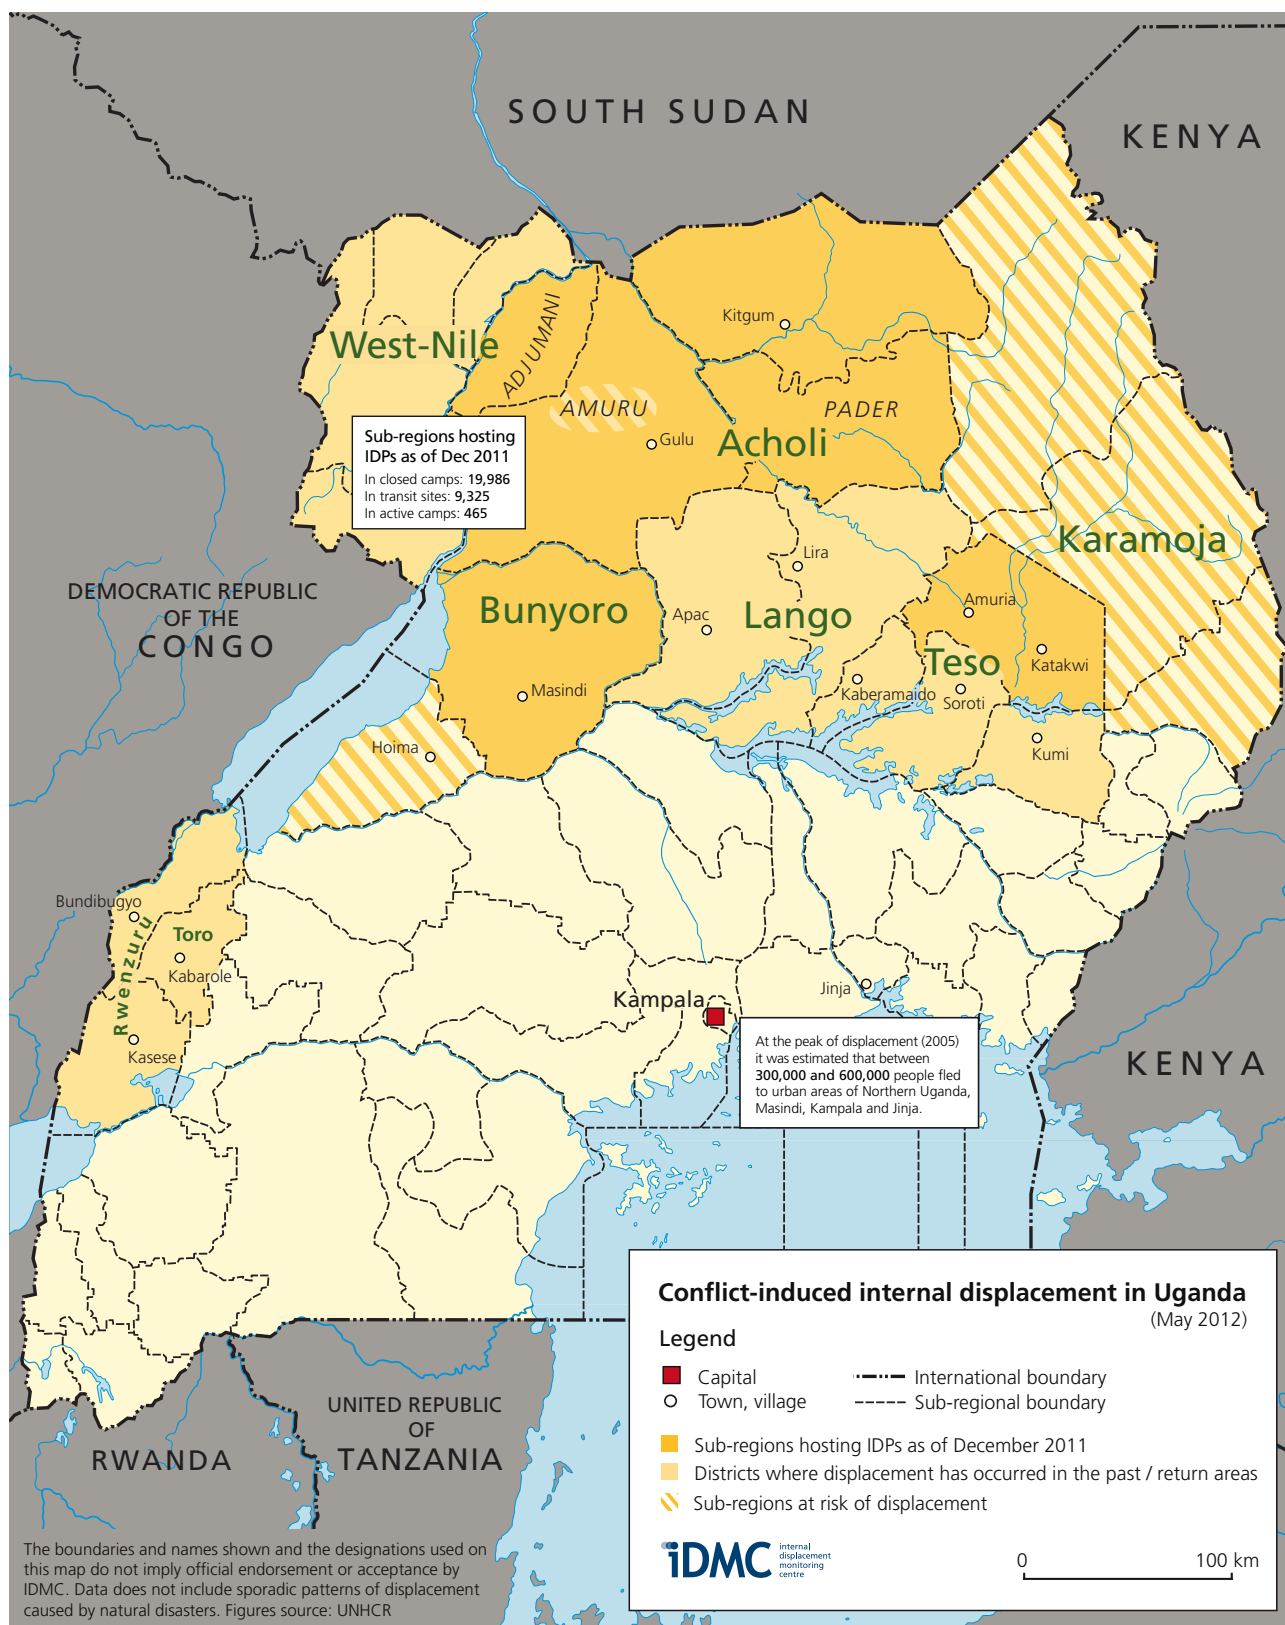 SOUTH SUDAN
KENYA
Kitgum
West-Nile
ADJUMANI
AMURU
PADER
Gulu
Acholi
Sub-regions hosting
IDPs as of Dec 2011
In closed camps: 19,986
In transit sites: 9,325
In active camps: 465
Karamoja
Lira
DEMOCRATIC REPUBLIC
OF THE
CONGO
Bunyoro
Apac
Lango
Amuria
Teso
Katakwi
Masindi
Kaberamaido
Soroti
Hoima
Kumi
Bundibugyo
Rwenzuru
Toro
Kabarole
Kasese
Kampala
Jinja
At the peak of displacement (2005)
it was estimated that between
300,000 and 600,000 people fled
to urban areas of Northern Uganda,
Masindi, Kampala and Jinja.
KENYA
Conflict-induced internal displacement in Uganda
(May 2012)
Legend
Capital
Town, village
International boundary
Sub-regional boundary
Sub-regions hosting IDPs as of December 2011
Districts where displacement has occurred in the past / return areas
Sub-regions at risk of displacement
iDMC
internal
displacement
monitoring
centre
0 100 km
UNITED REPUBLIC
OF
TANZANIA
RWANDA
The boundaries and names shown and the designations used on
this map do not imply official endorsement or acceptance by
IDMC. Data does not include sporadic patterns of displacement
caused by natural disasters. Figures source: UNHCR